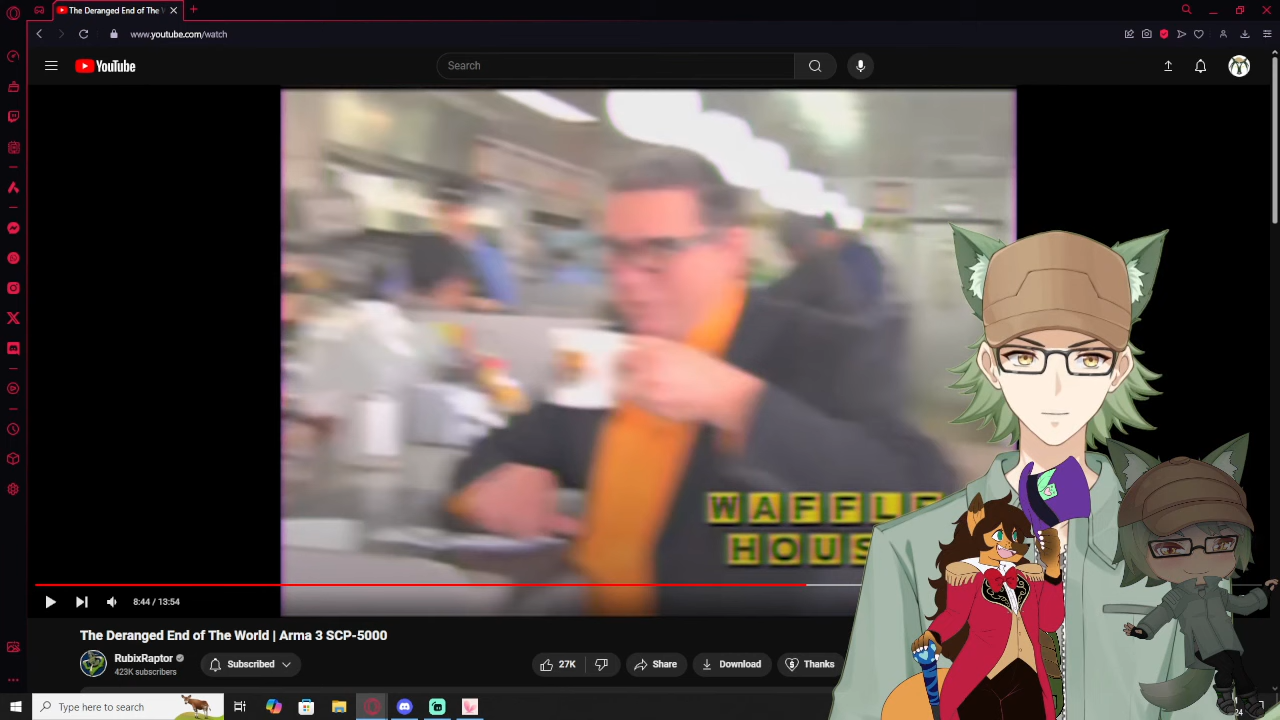 The Deranged End of The W
www.youtube.com/watch
YouTube
Search
WAFFLE
HOUS
8:44 / 13:54
The Deranged End of The World | Arma 3 SCP-5000
RubixRaptor
423K subscribers
Subscribed
27K
Share
Download
Thanks
Type here to search
24